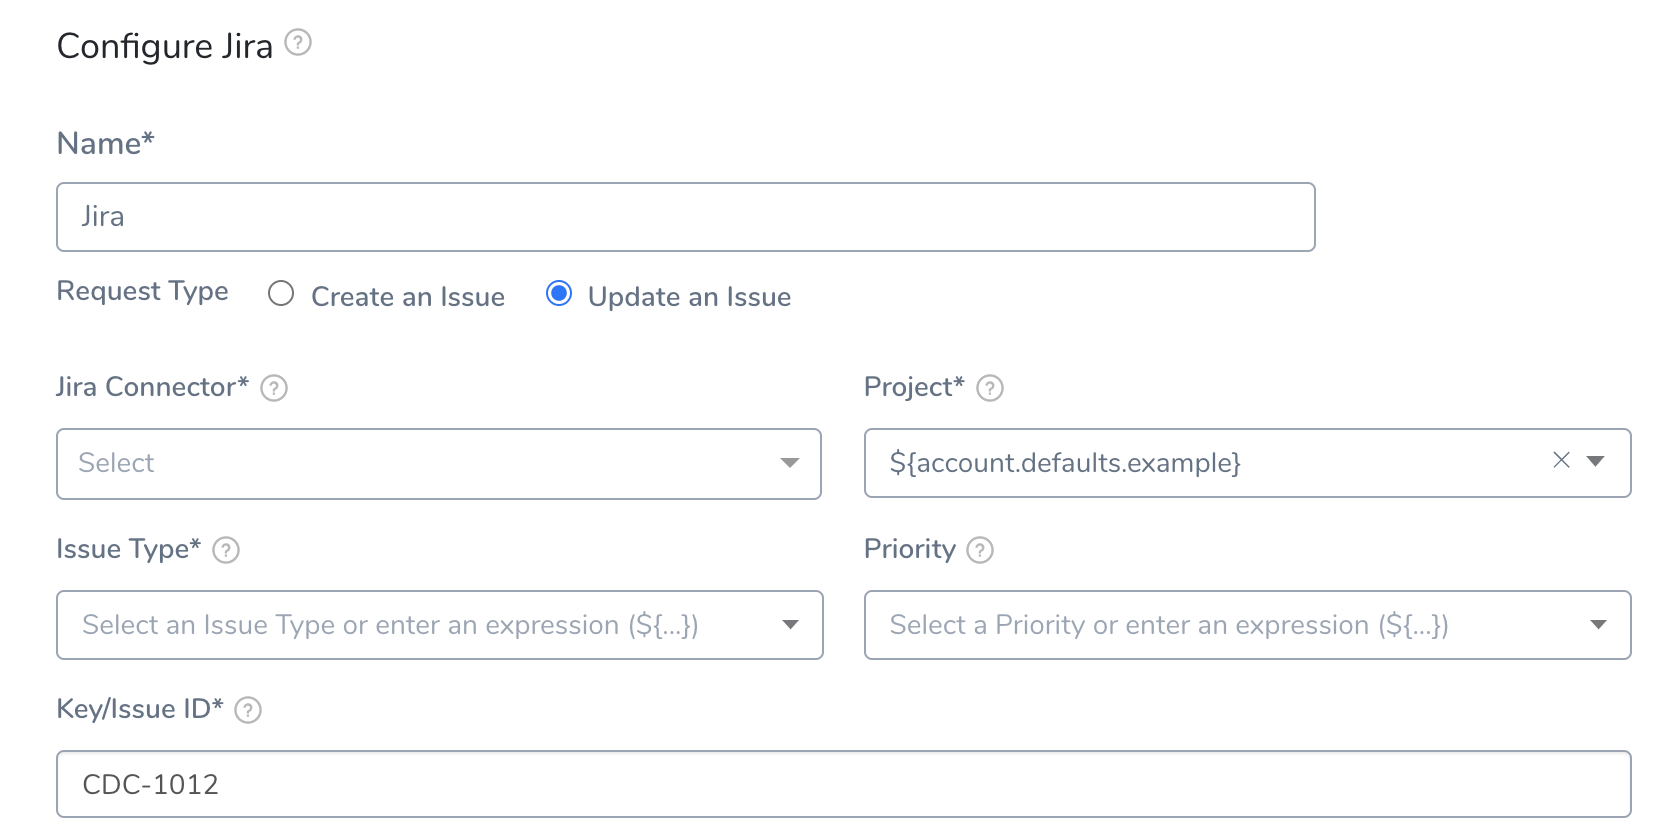 Configure Jira ?
Name*
Jira
Request Type Create an Issue Update an Issue
Jira Connector* ? Project* ?
Select ${account.defaults.example}
Issue Type* ? Priority ?
Select an Issue Type or enter an expression (${...}) Select a Priority or enter an expression (${...})
Key/Issue ID* ?
CDC-1012